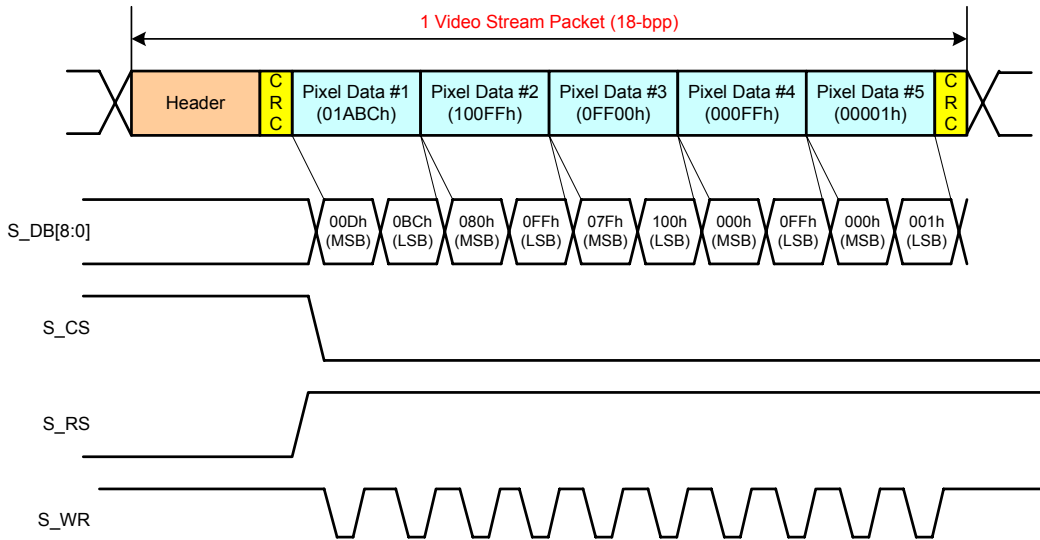 1 Video Stream Packet (18-bpp)
Header
C
R
C
Pixel Data #1
(01ABCh)
Pixel Data #2
(100FFh)
Pixel Data #3
(0FF00h)
Pixel Data #4
(000FFh)
Pixel Data #5
(00001h)
C
R
C
S_DB[8:0]
00Dh
(MSB)
0BCh
(LSB)
080h
(MSB)
0FFh
(LSB)
07Fh
(MSB)
100h
(LSB)
000h
(MSB)
0FFh
(LSB)
000h
(MSB)
001h
(LSB)
S_CS
S_RS
S_WR